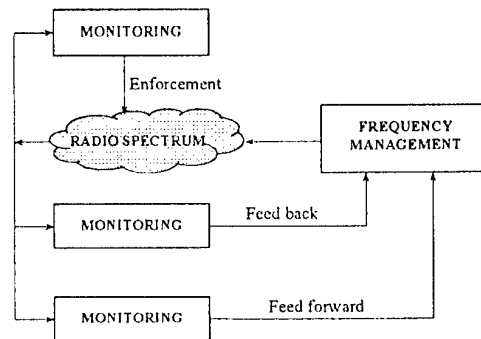 MONITORING
Enforcement
RADIO SPECTRUM
FREQUENCY
MANAGEMENT
MONITORING
Feed back
MONITORING
Feed forward